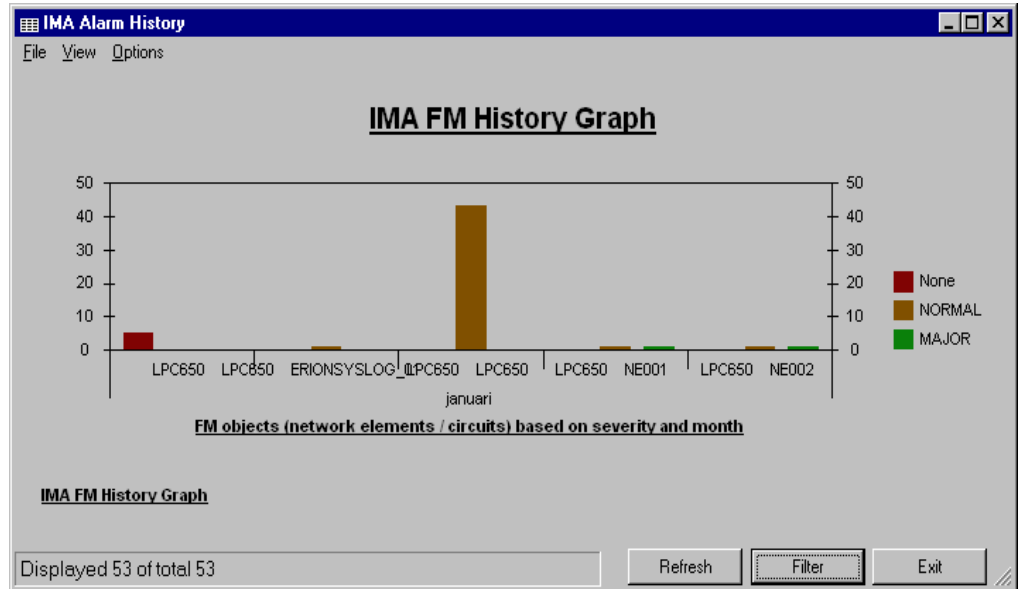 IMA Alarm History
File View Options
IMA FM History Graph
50 50
40 40
30 30
20 20
10 10
0 0
None
NORMAL
MAJOR
LPC650 LPC650 ERIONSYSLOG_ LPC650 LPC650 LPC650 NE001 LPC650 NE002
januari
FM objects (network elements / circuits) based on severity and month
IMA FM History Graph
Displayed 53 of total 53
Refresh Filter Exit